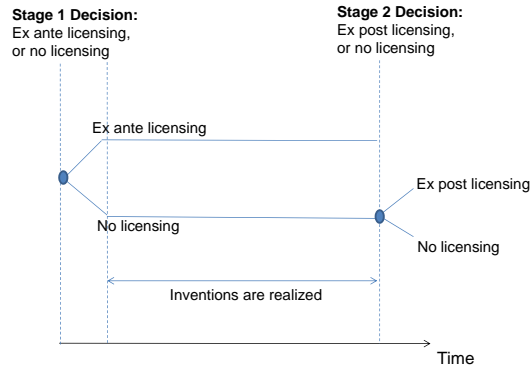 Stage 1 Decision:
Ex ante licensing,
or no licensing
Stage 2 Decision:
Ex post licensing,
or no licensing
Ex ante licensing
Ex post licensing
No licensing
No licensing
Inventions are realized
Time